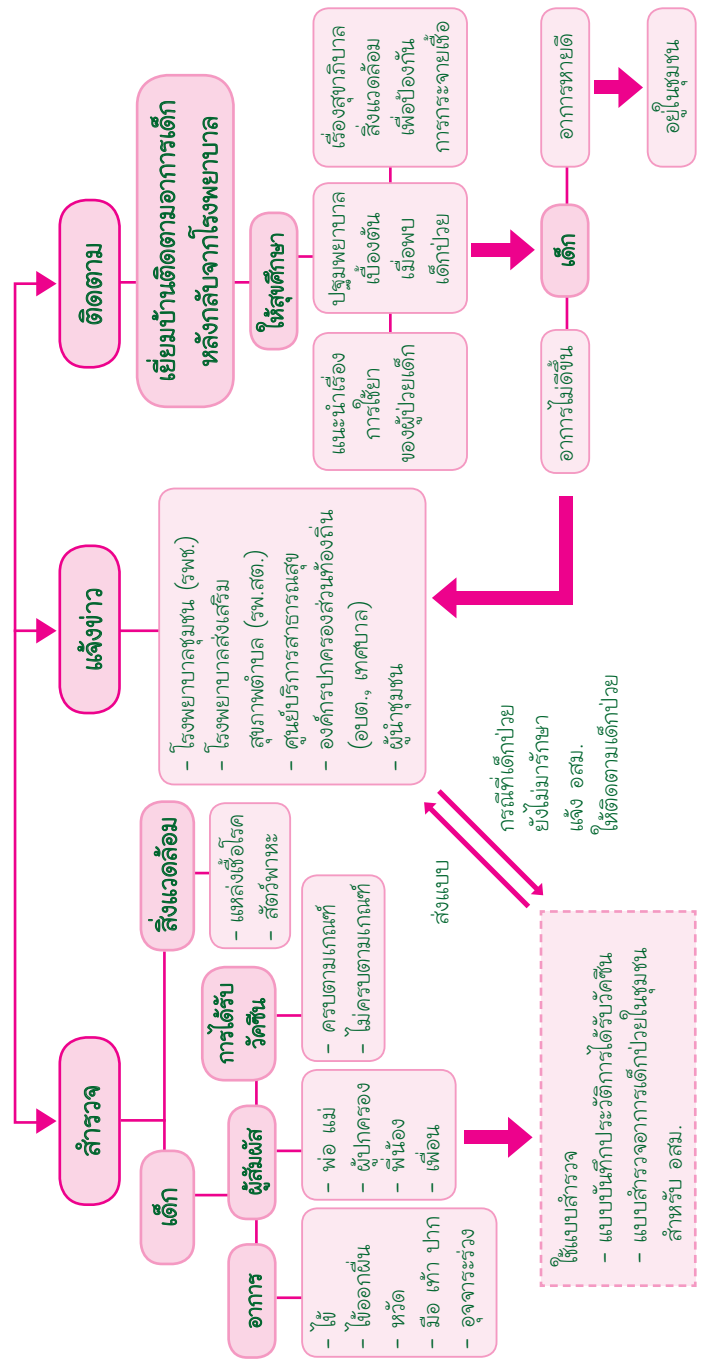 สำรวจ
แจ้งข่าว
ติดตาม
เด็ก
สิ่งแวดล้อม
- แหล่งเชื้อโรค
- สัตว์พาหะ
อาการ
ผู้สัมผัส
การได้รับ
วัคซีน
- ไข้
- ไข้ออกผื่น
- หวัด
- มือ เท้า ปาก
- อุจจาระร่วง
- พ่อ แม่
- ผู้ปกครอง
- พี่น้อง
- เพื่อน
- ครบตามเกณฑ์
- ไม่ครบตามเกณฑ์
ใช้แบบสำรวจ
- แบบบันทึกประวัติการได้รับวัคซีน
- แบบสำรวจอาการเด็กป่วยในชุมชน
สำหรับ อสม.
ส่งแบบ
กรณีที่เด็กป่วย
ยังไม่มารักษา
แจ้ง อสม.
ให้ติดตามเด็กป่วย
- โรงพยาบาลชุมชน (รพช.)
- โรงพยาบาลส่งเสริม
สุขภาพตำบล (รพ.สต.)
- ศูนย์บริการสาธารณสุข
- องค์กรปกครองส่วนท้องถิ่น
(อบต., เทศบาล)
- ผู้นำชุมชน
เยี่ยมบ้านติดตามอาการเด็ก
หลังกลับจากโรงพยาบาล
ให้สุขศึกษา
แนะนำเรื่อง
การใช้ยา
ของผู้ป่วยเด็ก
ปฐมพยาบาล
เบื้องต้น
เมื่อพบ
เด็กป่วย
เรื่องสุขาภิบาล
สิ่งแวดล้อม
เพื่อป้องกัน
การกระจายเชื้อ
อาการไม่ดีขึ้น
เด็ก
อาการหายดี
อยู่ในชุมชน